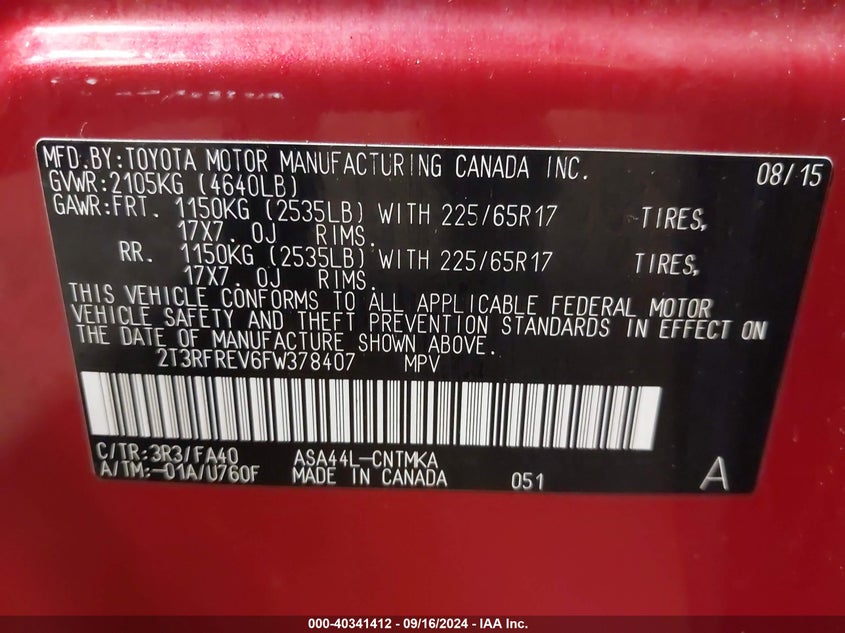 MFD.BY:TOYOTA MOTOR MANUFACTURING CANADA INC. 08/15
GVWR:2105KG (4640LB)
GAWR:FRT. 1150KG (2535LB) WITH 225/65R17 TIRES,
17X7.0J RIMS.
RR. 1150KG (2535LB) WITH 225/65R17 TIRES,
17X7.0J RIMS.
THIS VEHICLE CONFORMS TO ALL APPLICABLE FEDERAL MOTOR
VEHICLE SAFETY AND THEFT PREVENTION STANDARDS IN EFFECT ON
THE DATE OF MANUFACTURE SHOWN ABOVE.
2T3RFREV6FW378407 MPV
C/TR:3R3/FA40 ASA44L-CNTMKA
A/TM:-01A/U760F MADE IN CANADA 051 A
000-40341412 - 09/16/2024 - IAA Inc.